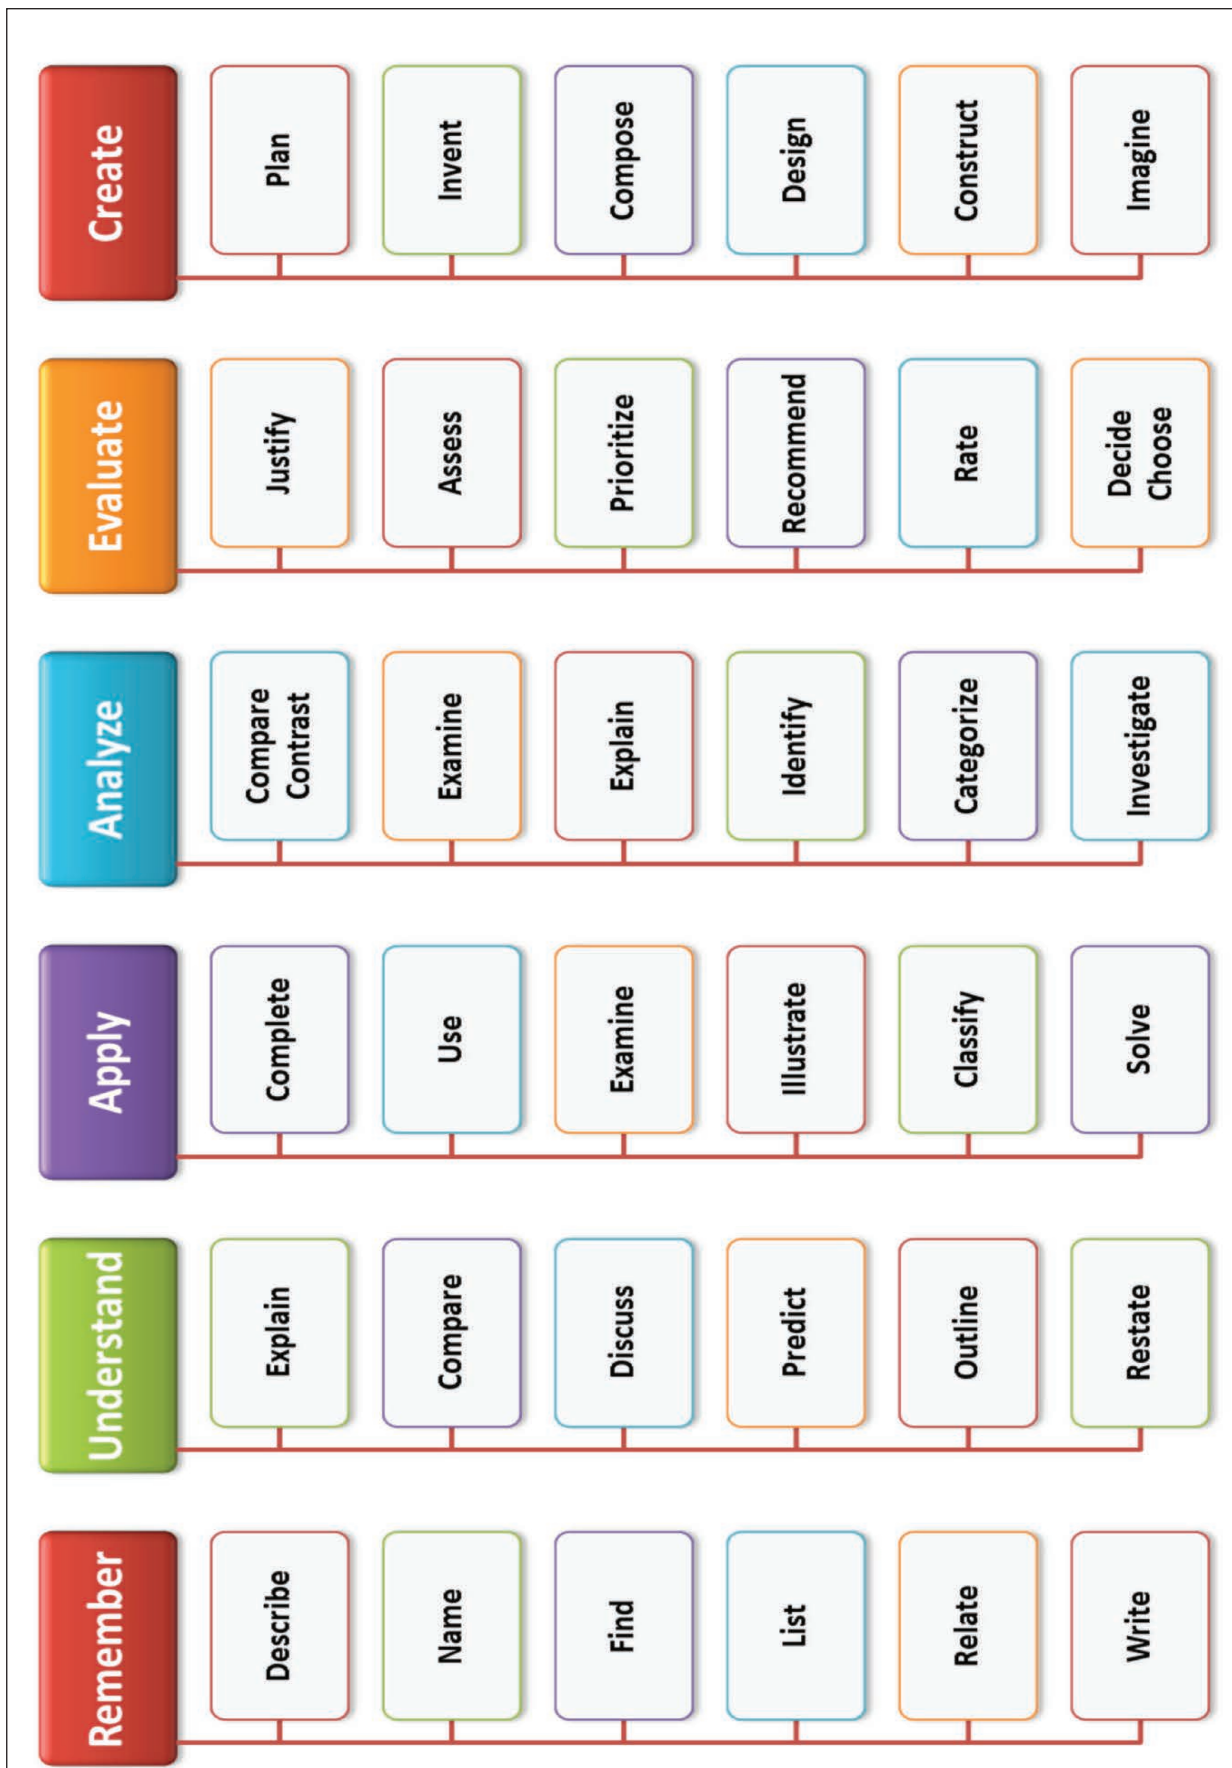 Remember
Describe
Name
Find
List
Relate
Write
Understand
Explain
Compare
Discuss
Predict
Outline
Restate
Apply
Complete
Use
Examine
Illustrate
Classify
Solve
Analyze
Compare
Contrast
Examine
Explain
Identify
Categorize
Investigate
Evaluate
Justify
Assess
Prioritize
Recommend
Rate
Decide
Choose
Create
Plan
Invent
Compose
Design
Construct
Imagine